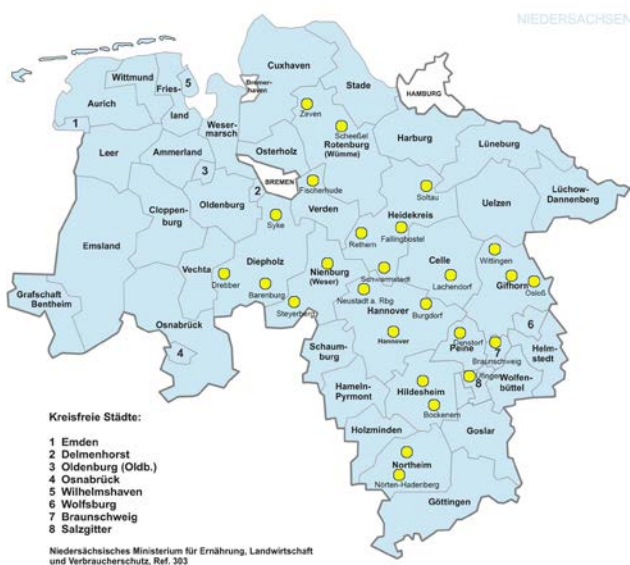 NIEDERSACHSEN
Cuxhaven
Bremer-
haven
Stade
HAMBURG
Wittmund
Fries-
land
5
Aurich
1
Weser-
marsch
Zeven
Scheeßel
Rotenburg
(Wümme)
Harburg
Lüneburg
Leer
Ammerland
Osterholz
3
2
BREMEN
Fischerhude
Soltau
Lüchow-
Dannenberg
Oldenburg
Cloppen-
burg
Verden
Heidekreis
Uelzen
Syke
Fallingbostel
Rethem
Emsland
Wittingen
Vechta
Diepholz
Nienburg
(Weser)
Schwarmstedt
Celle
Drebber
Barenburg
Lachendorf
Gifhorn
Osloß
Grafschaft
Bentheim
Steyerberg
Neustadt a. Rbg
Hannover
Burgdorf
Osnabrück
6
Schaum-
burg
Hannover
Denstorf
Peine
7
Braunschweig
Helm-
stedt
4
Hameln-
Pyrmont
Hildesheim
8
Wolfen-
büttel
Bockenem
Holzminden
Goslar
Northeim
Nörten-Hadenberg
Göttingen
Kreisfreie Städte:
1 Emden
2 Delmenhorst
3 Oldenburg (Oldb.)
4 Osnabrück
5 Wilhelmshaven
6 Wolfsburg
7 Braunschweig
8 Salzgitter
Niedersächsisches Ministerium für Ernährung, Landwirtschaft
und Verbraucherschutz, Ref. 303